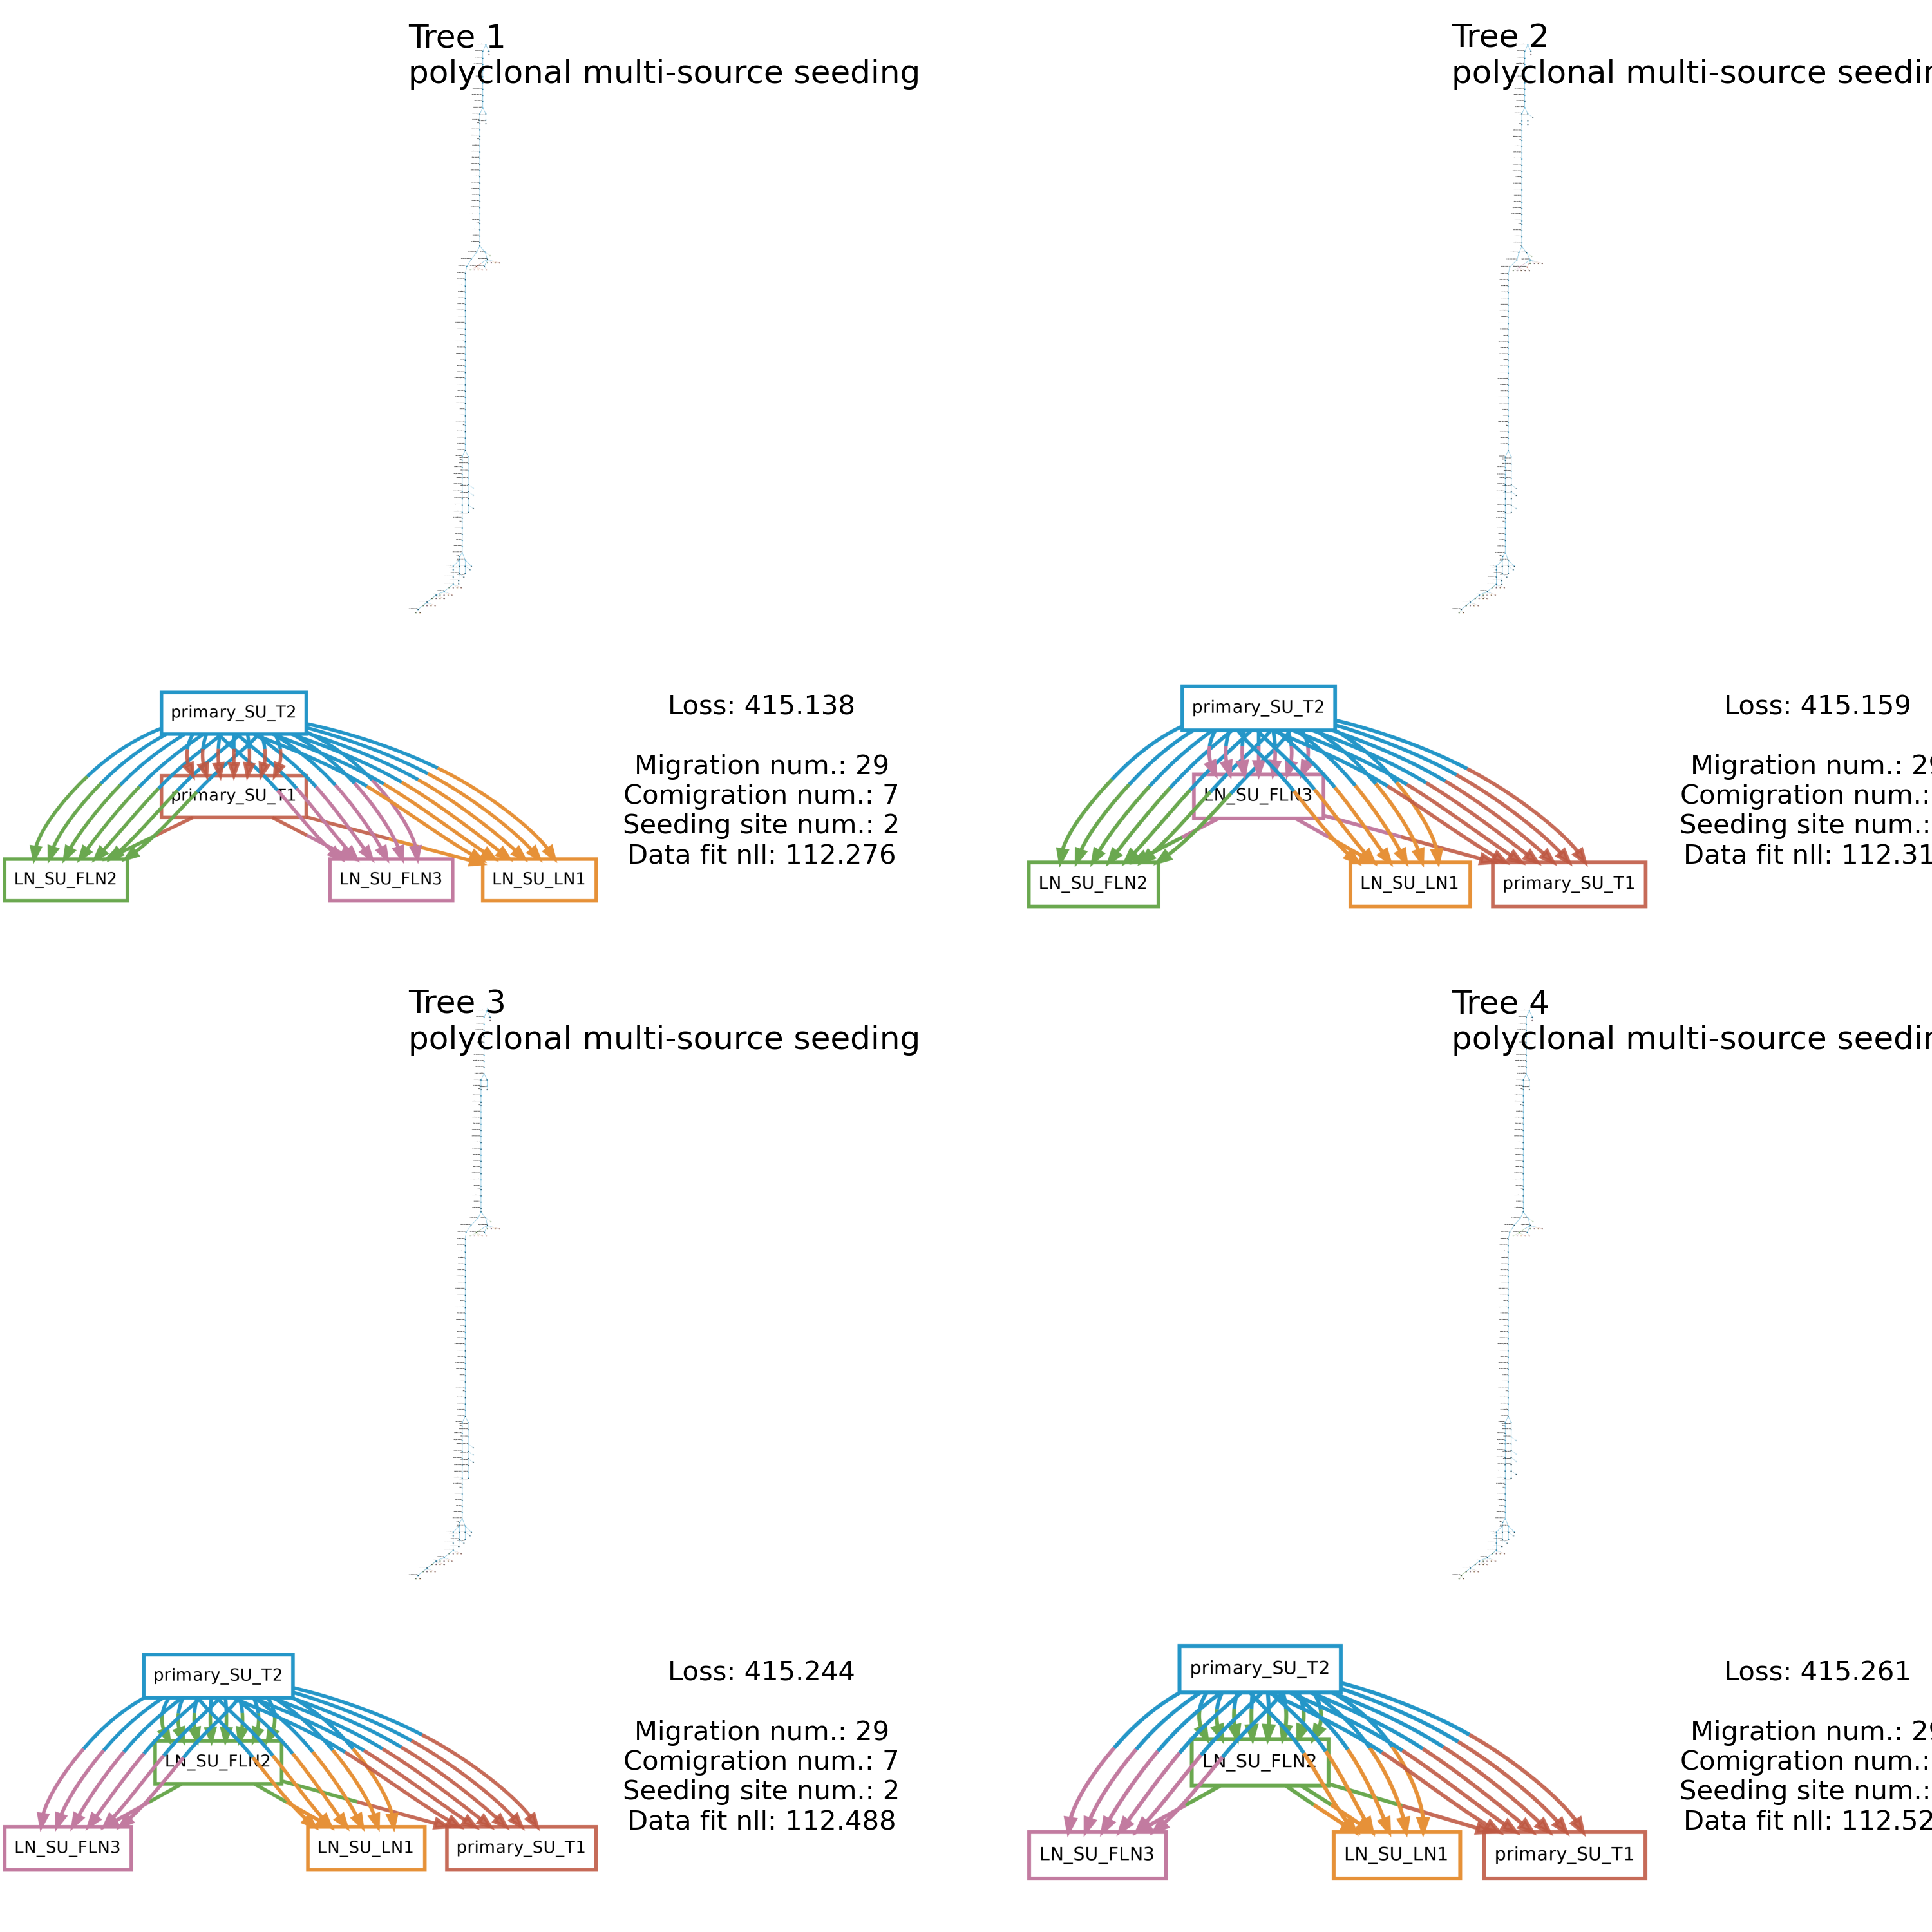 Tree 1
polyclonal multi-source seeding
primary_SU_T2
primary_SU_T1
LN_SU_FLN2
LN_SU_FLN3
LN_SU_LN1
Loss: 415.138
Migration num.: 29
Comigration num.: 7
Seeding site num.: 2
Data fit nll: 112.276
Tree 2
polyclonal multi-source seedin
primary_SU_T2
LN_SU_FLN3
LN_SU_FLN2
LN_SU_LN1
primary_SU_T1
Loss: 415.159
Migration num.: 29
Comigration num.:
Seeding site num.:
Data fit nll: 112.31
Tree 3
polyclonal multi-source seeding
primary_SU_T2
LN_SU_FLN2
LN_SU_FLN3
LN_SU_LN1
primary_SU_T1
Loss: 415.244
Migration num.: 29
Comigration num.: 7
Seeding site num.: 2
Data fit nll: 112.488
Tree 4
polyclonal multi-source seedin
primary_SU_T2
LN_SU_FLN2
LN_SU_FLN3
LN_SU_LN1
primary_SU_T1
Loss: 415.261
Migration num.: 29
Comigration num.:
Seeding site num.:
Data fit nll: 112.52